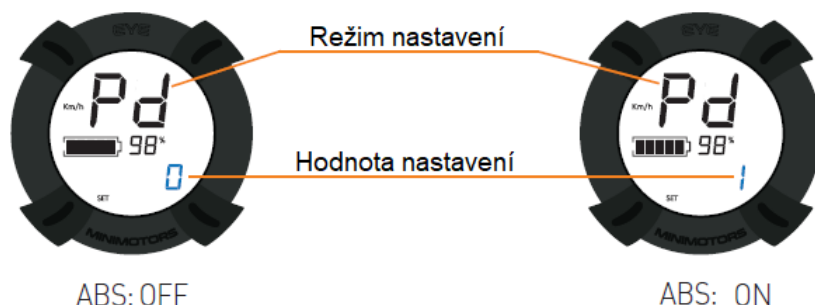 EYE
EYE
Režim nastavení
Km/h Pd
Km/h Pd
98%
98%
Hodnota nastavení
0
1
SET
SET
MINIMOTORS
MINIMOTORS
ABS: OFF
ABS: ON